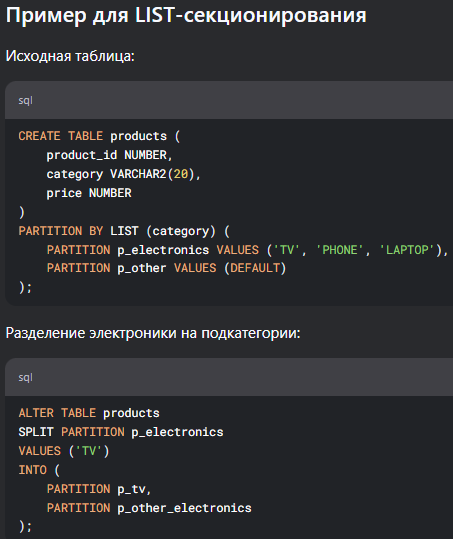 Пример для LIST-секционирования
Исходная таблица:
sql
CREATE TABLE products (
    product_id NUMBER,
    category VARCHAR2(20),
    price NUMBER
)
PARTITION BY LIST (category) (
    PARTITION p_electronics VALUES ('TV', 'PHONE', 'LAPTOP'),
    PARTITION p_other VALUES (DEFAULT)
);
Разделение электроники на подкатегории:
sql
ALTER TABLE products
SPLIT PARTITION p_electronics
VALUES ('TV')
INTO (
    PARTITION p_tv,
    PARTITION p_other_electronics
);